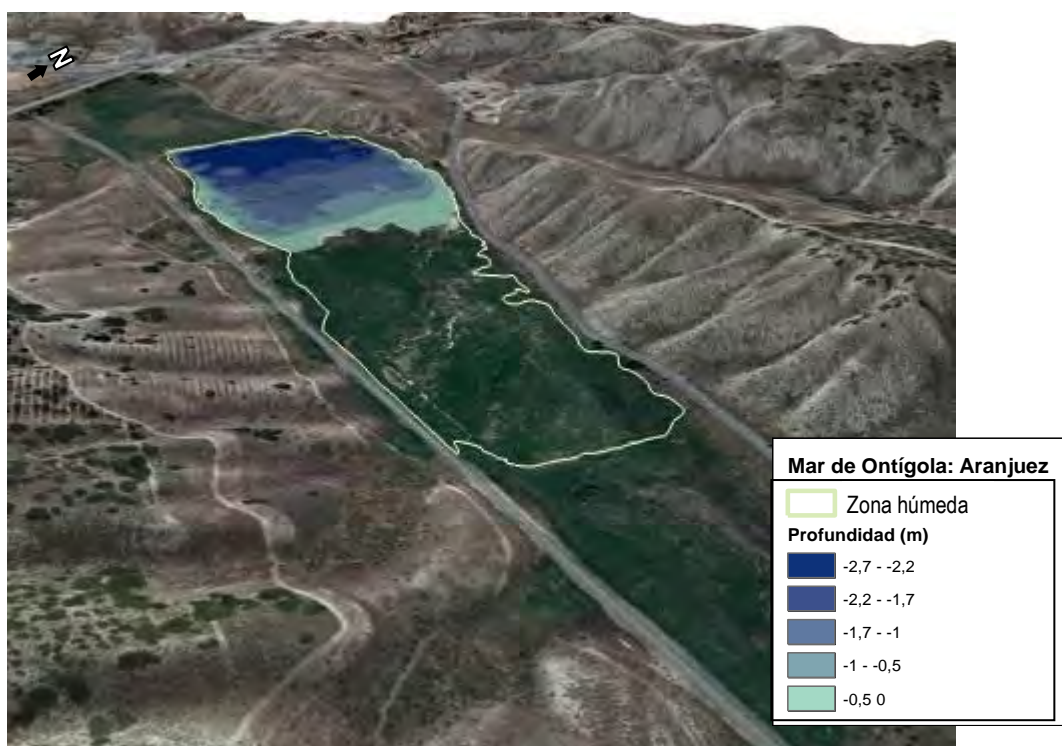 N
Mar de Ontígola: Aranjuez
Zona húmeda
Profundidad (m)
-2,7 - -2,2
-2,2 - -1,7
-1,7 - -1
-1 - -0,5
-0,5 0